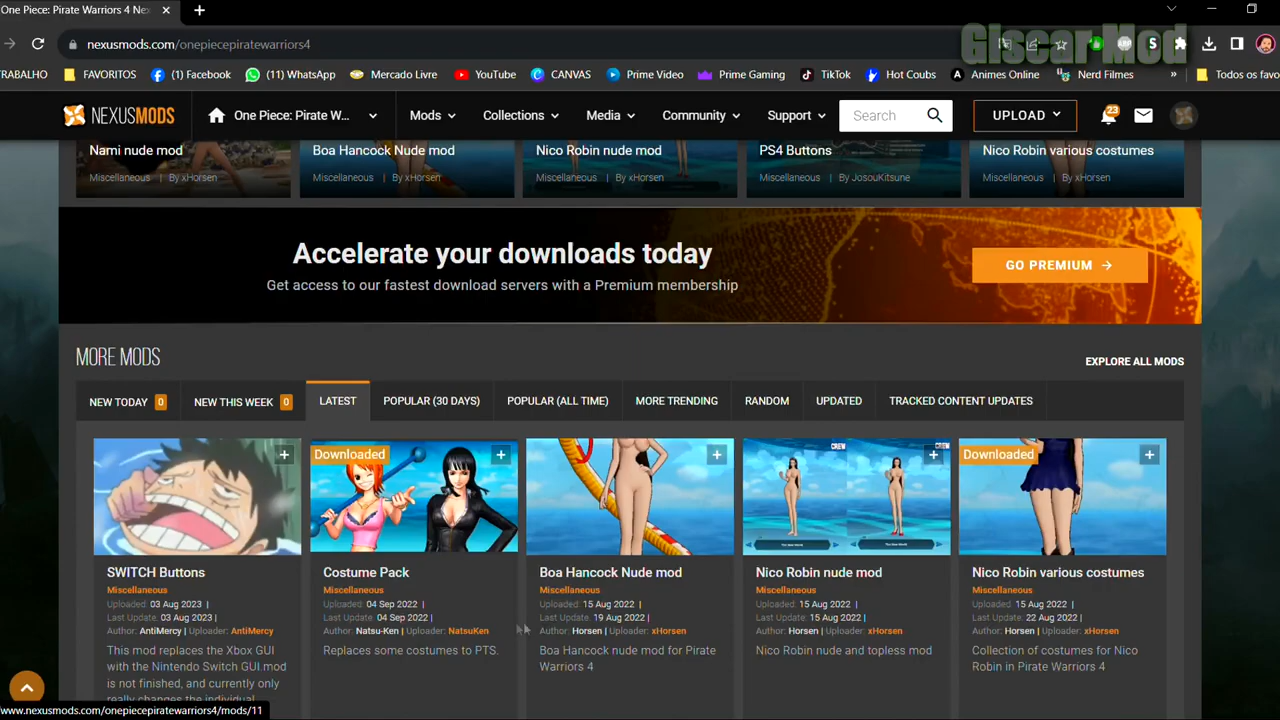 One Piece: Pirate Warriors 4 Nex
Giscar Mod
nexusmods.com/onepiecepiratewarriors4
S
TRABALHO FAVORITOS (1) Facebook (11) WhatsApp Mercado Livre YouTube CANVAS Prime Video Prime Gaming TikTok Hot Coubs Animes Online Nerd Filmes » Todos os favo
NEXUSMODS One Piece: Pirate W... Mods Collections Media Community Support Search UPLOAD 23
Nami nude mod Boa Hancock Nude mod Nico Robin nude mod PS4 Buttons Nico Robin various costumes
Miscellaneous | By xHorsen Miscellaneous | By xHorsen Miscellaneous | By xHorsen Miscellaneous | By JosouKitsune Miscellaneous | By xHorsen
Accelerate your downloads today
Get access to our fastest download servers with a Premium membership
GO PREMIUM →
MORE MODS
EXPLORE ALL MODS
NEW TODAY 0 NEW THIS WEEK 0 LATEST POPULAR (30 DAYS) POPULAR (ALL TIME) MORE TRENDING RANDOM UPDATED TRACKED CONTENT UPDATES
Downloaded CREW CREW Downloaded
SWITCH Buttons
Miscellaneous
Uploaded: 03 Aug 2023 |
Last Update: 03 Aug 2023 |
Author: AntiMercy | Uploader: AntiMercy
This mod replaces the Xbox GUI
with the Nintendo Switch GUI.mod
is not finished, and currently only
really changes the individual
Costume Pack
Miscellaneous
Uploaded: 04 Sep 2022 |
Last Update: 04 Sep 2022 |
Author: Natsu-Ken | Uploader: NatsuKen
Replaces some costumes to PTS.
Boa Hancock Nude mod
Miscellaneous
Uploaded: 15 Aug 2022 |
Last Update: 19 Aug 2022 |
Author: Horsen | Uploader: xHorsen
Boa Hancock nude mod for Pirate
Warriors 4
Nico Robin nude mod
Miscellaneous
Uploaded: 15 Aug 2022 |
Last Update: 15 Aug 2022 |
Author: Horsen | Uploader: xHorsen
Nico Robin nude and topless mod
Nico Robin various costumes
Miscellaneous
Uploaded: 15 Aug 2022 |
Last Update: 22 Aug 2022 |
Author: Horsen | Uploader: xHorsen
Collection of costumes for Nico
Robin in Pirate Warriors 4
www.nexusmods.com/onepiecepiratewarriors4/mods/11